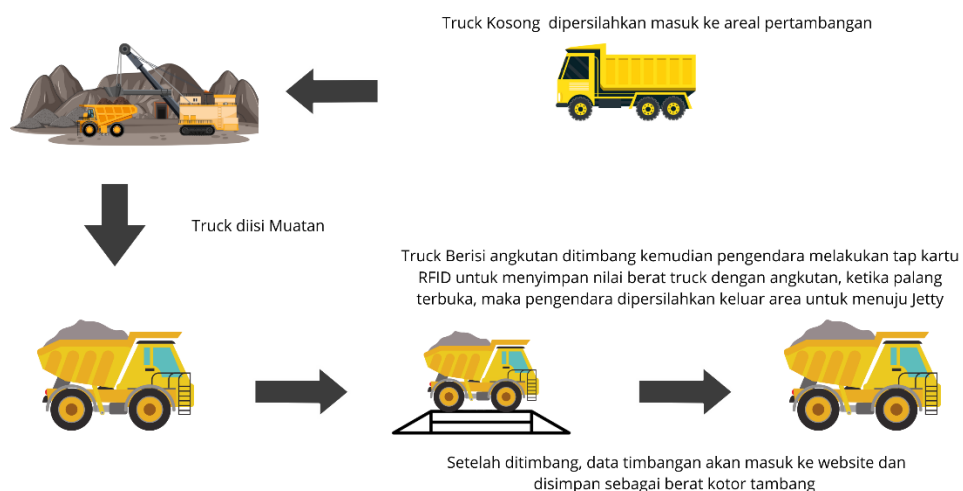 Truck Kosong dipersilahkan masuk ke areal pertambangan
Truck diisi Muatan
Truck Berisi angkutan ditimbang kemudian pengendara melakukan tap kartu
RFID untuk menyimpan nilai berat truck dengan angkutan, ketika palang
terbuka, maka pengendara dipersilahkan keluar area untuk menuju Jetty
Setelah ditimbang, data timbangan akan masuk ke website dan
disimpan sebagai berat kotor tambang